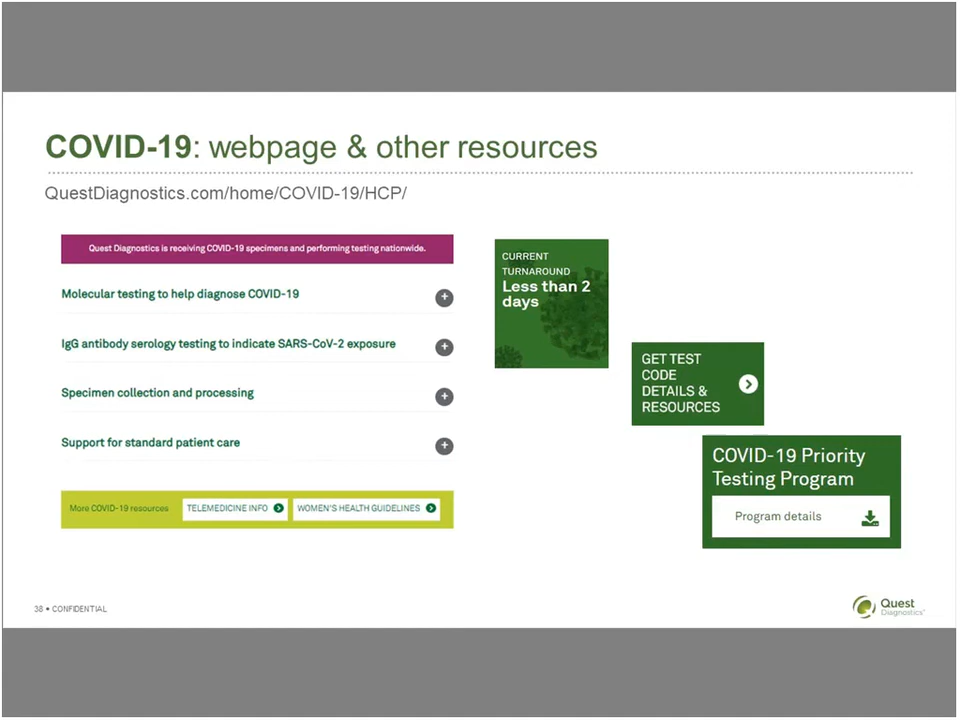 COVID-19: webpage & other resources
QuestDiagnostics.com/home/COVID-19/HCP/
Quest Diagnostics is receiving COVID-19 specimens and performing testing nationwide.
Molecular testing to help diagnose COVID-19
IgG antibody serology testing to indicate SARS-CoV-2 exposure
Specimen collection and processing
Support for standard patient care
More COVID-19 resources
TELEMEDICINE INFO
WOMEN'S HEALTH GUIDELINES
CURRENT
TURNAROUND
Less than 2
days
GET TEST
CODE
DETAILS &
RESOURCES
COVID-19 Priority
Testing Program
Program details
38 • CONFIDENTIAL
Quest
Diagnostics®